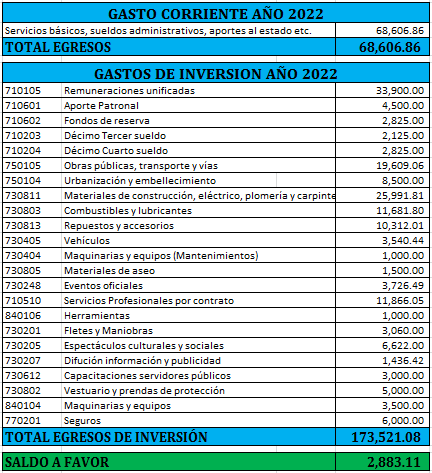 GASTO CORRIENTE AÑO 2022
Servicios básicos, sueldos administrativos, aportes al estado etc. 68,606.86
TOTAL EGRESOS 68,606.86
GASTOS DE INVERSION AÑO 2022
710105 Remuneraciones unificadas 33,900.00
710601 Aporte Patronal 4,500.00
710602 Fondos de reserva 2,825.00
710203 Décimo Tercer sueldo 2,125.00
710204 Décimo Cuarto sueldo 2,825.00
750105 Obras públicas, transporte y vías 19,609.06
750104 Urbanización y embellecimiento 8,500.00
730811 Materiales de construcción, eléctrico, plomería y carpinte 25,991.81
730803 Combustibles y lubricantes 11,681.80
730813 Repuestos y accesorios 10,312.01
730405 Vehículos 3,540.44
730404 Maquinarias y equipos (Mantenimientos) 1,000.00
730805 Materiales de aseo 1,500.00
730248 Eventos oficiales 3,726.49
710510 Servicios Profesionales por contrato 11,866.05
840106 Herramientas 1,000.00
730201 Fletes y Maniobras 3,060.00
730205 Espectáculos culturales y sociales 6,622.00
730207 Difución información y publicidad 1,436.42
730612 Capacitaciones servidores públicos 3,000.00
730802 Vestuario y prendas de protección 5,000.00
840104 Maquinarias y equipos 3,500.00
770201 Seguros 6,000.00
TOTAL EGRESOS DE INVERSIÓN 173,521.08
SALDO A FAVOR 2,883.11